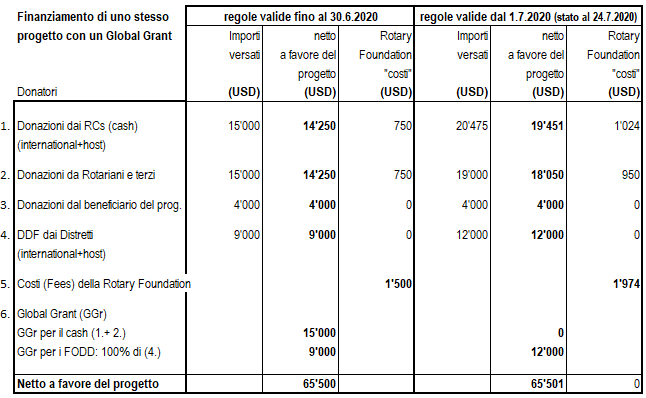 Finanziamento di uno stesso regole valide fino al 30.6.2020 regole valide dal 1.7.2020 (stato al 24.7.2020)
progetto con un Global Grant Importi netto Rotary Importi netto Rotary
versati a favore del Foundation versati a favore del Foundation
progetto "costi" progetto "costi"
Donatori (USD) (USD) (USD) (USD) (USD) (USD)
1. Donazioni dai RCs (cash) 15'000 14'250 750 20'475 19'451 1'024
(international+host)
2. Donazioni da Rotariani e terzi 15'000 14'250 750 19'000 18'050 950
3. Donazioni dal beneficiario del prog. 4'000 4'000 0 4'000 4'000 0
4. DDF dai Distretti 9'000 9'000 0 12'000 12'000 0
(international+host)
5. Costi (Fees) della Rotary Foundation 1'500 1'974
6. Global Grant (GGr)
GGr per il cash (1.+ 2.) 15'000 0
GGr per i FODD: 100% di (4.) 9'000 12'000
Netto a favore del progetto 65'500 65'501 0